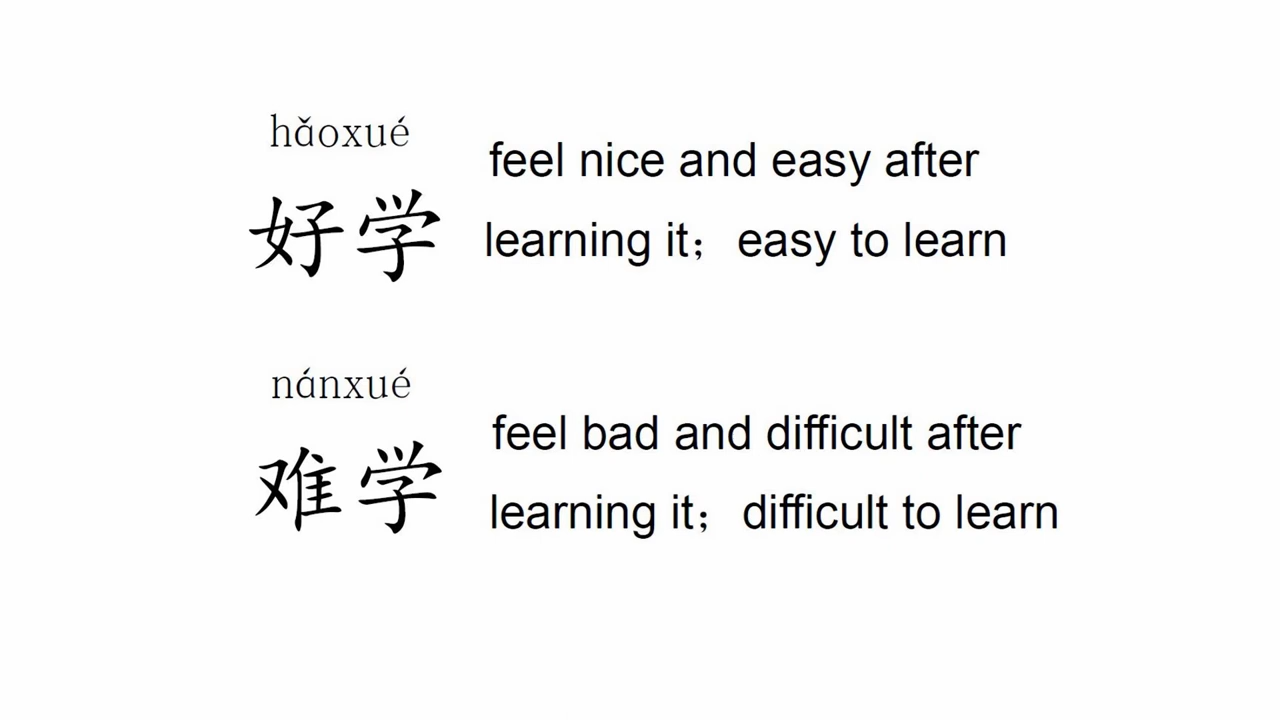 hǎoxué
好学
feel nice and easy after
learning it；easy to learn
nánxué
难学
feel bad and difficult after
learning it；difficult to learn